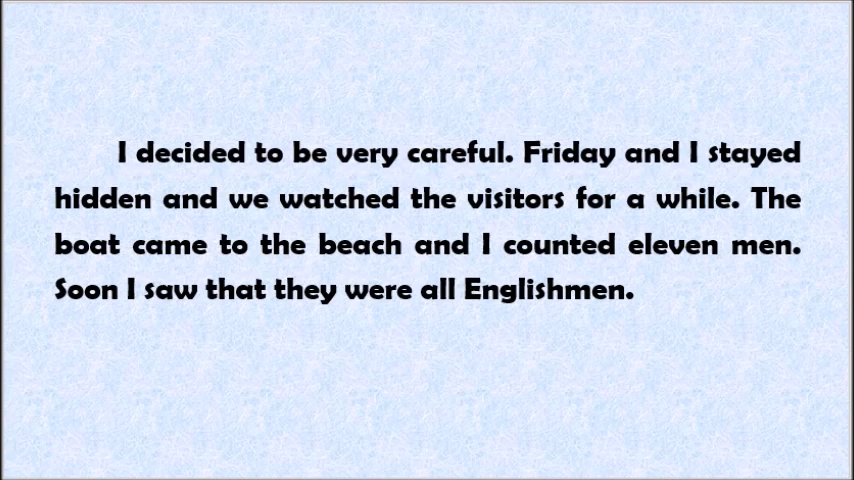 I decided to be very careful. Friday and I stayed
hidden and we watched the visitors for a while. The
boat came to the beach and I counted eleven men.
Soon I saw that they were all Englishmen.